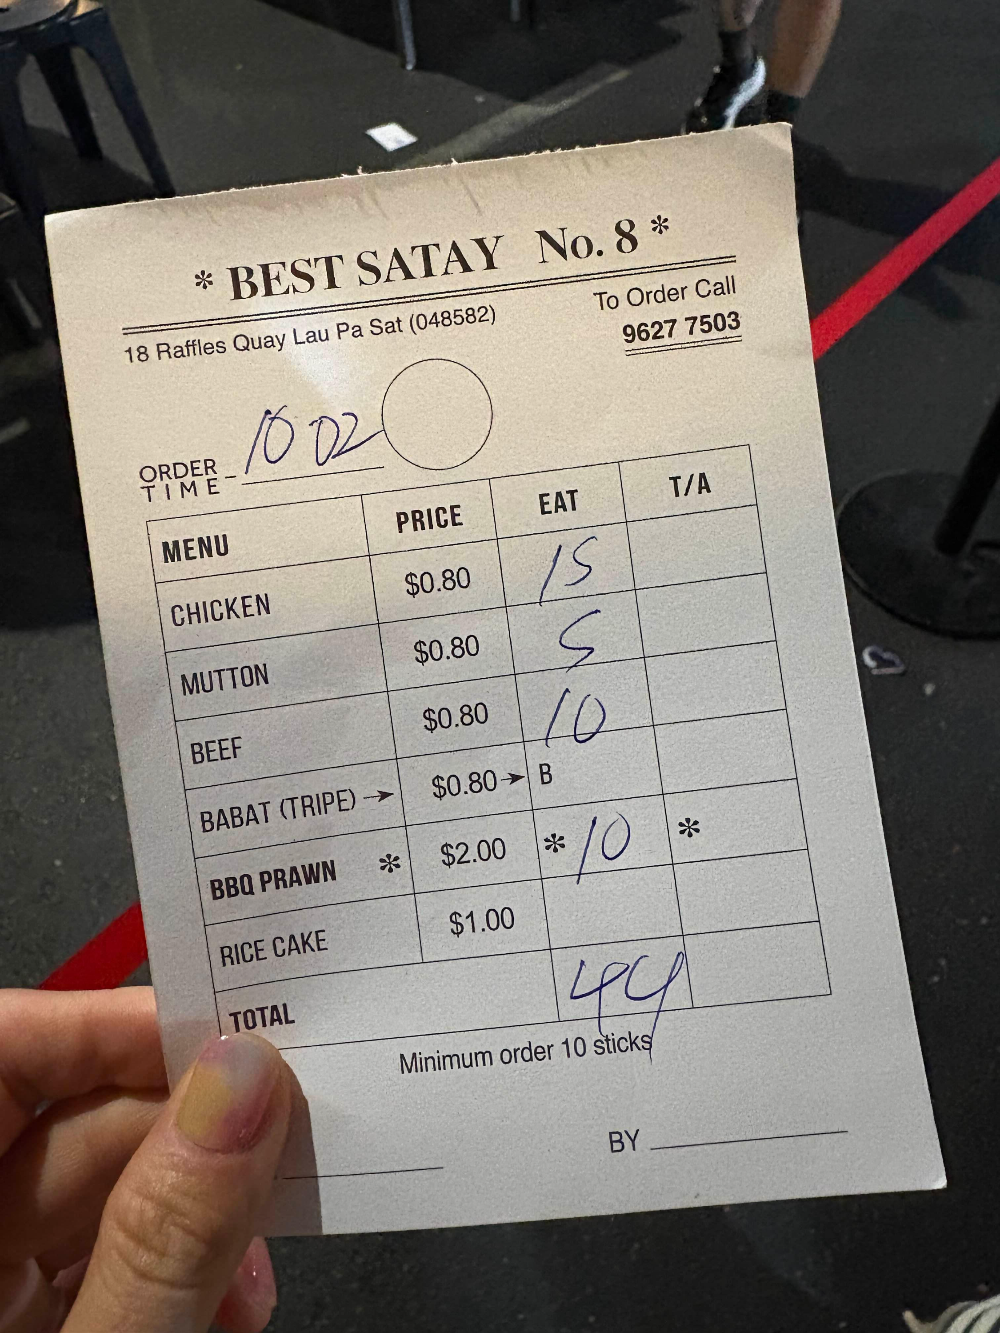 * BEST SATAY No. 8 *
18 Raffles Quay Lau Pa Sat (048582)
To Order Call
9627 7503
ORDER TIME 10 02
MENU PRICE EAT T/A
CHICKEN $0.80 15
MUTTON $0.80 5
BEEF $0.80 10
BABAT (TRIPE) → $0.80 → B
BBQ PRAWN * $2.00 * 10 *
RICE CAKE $1.00
TOTAL 44
Minimum order 10 sticks
BY